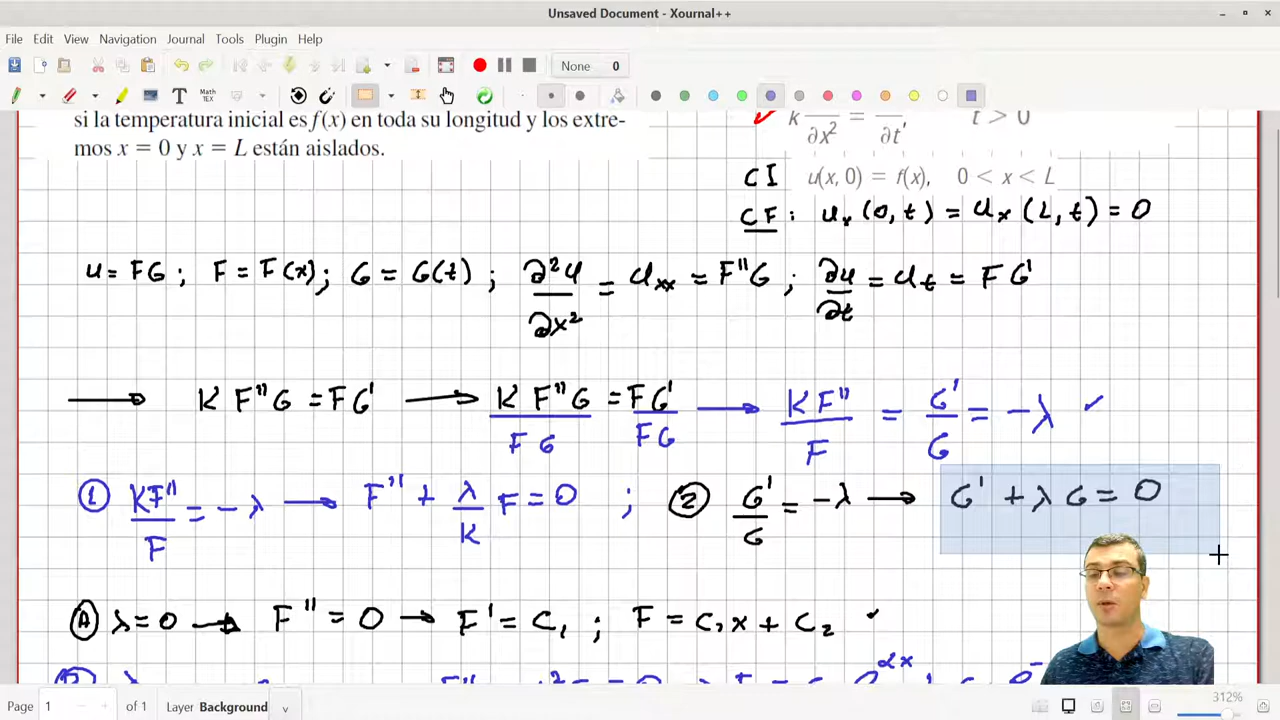 Unsaved Document - Xournal++
File Edit View Navigation Journal Tools Plugin Help
None 0
MATH TEX
si la temperatura inicial es f(x) en toda su longitud y los extre-
mos x = 0 y x = L están aislados.
k ∂x² = ∂t' t > 0
CI u(x, 0) = f(x), 0 < x < L
CF: uₓ(0,t) = uₓ(L,t) = 0
u = FG ; F = F(x) ; G = G(t) ; ∂²u/∂x² = uₓₓ = F"G ; ∂u/∂t = uₜ = FG'
→ KF"G = FG' → KF"G/FG = FG'/FG → KF"/F = G'/G = -λ ✓
① KF"/F = -λ → F" + λ/K F = 0 ; ② G'/G = -λ → G' + λG = 0
Ⓐ λ = 0 → F" = 0 → F' = C₁ ; F = C₁x + C₂
Page 1 of 1 Layer Background 312%